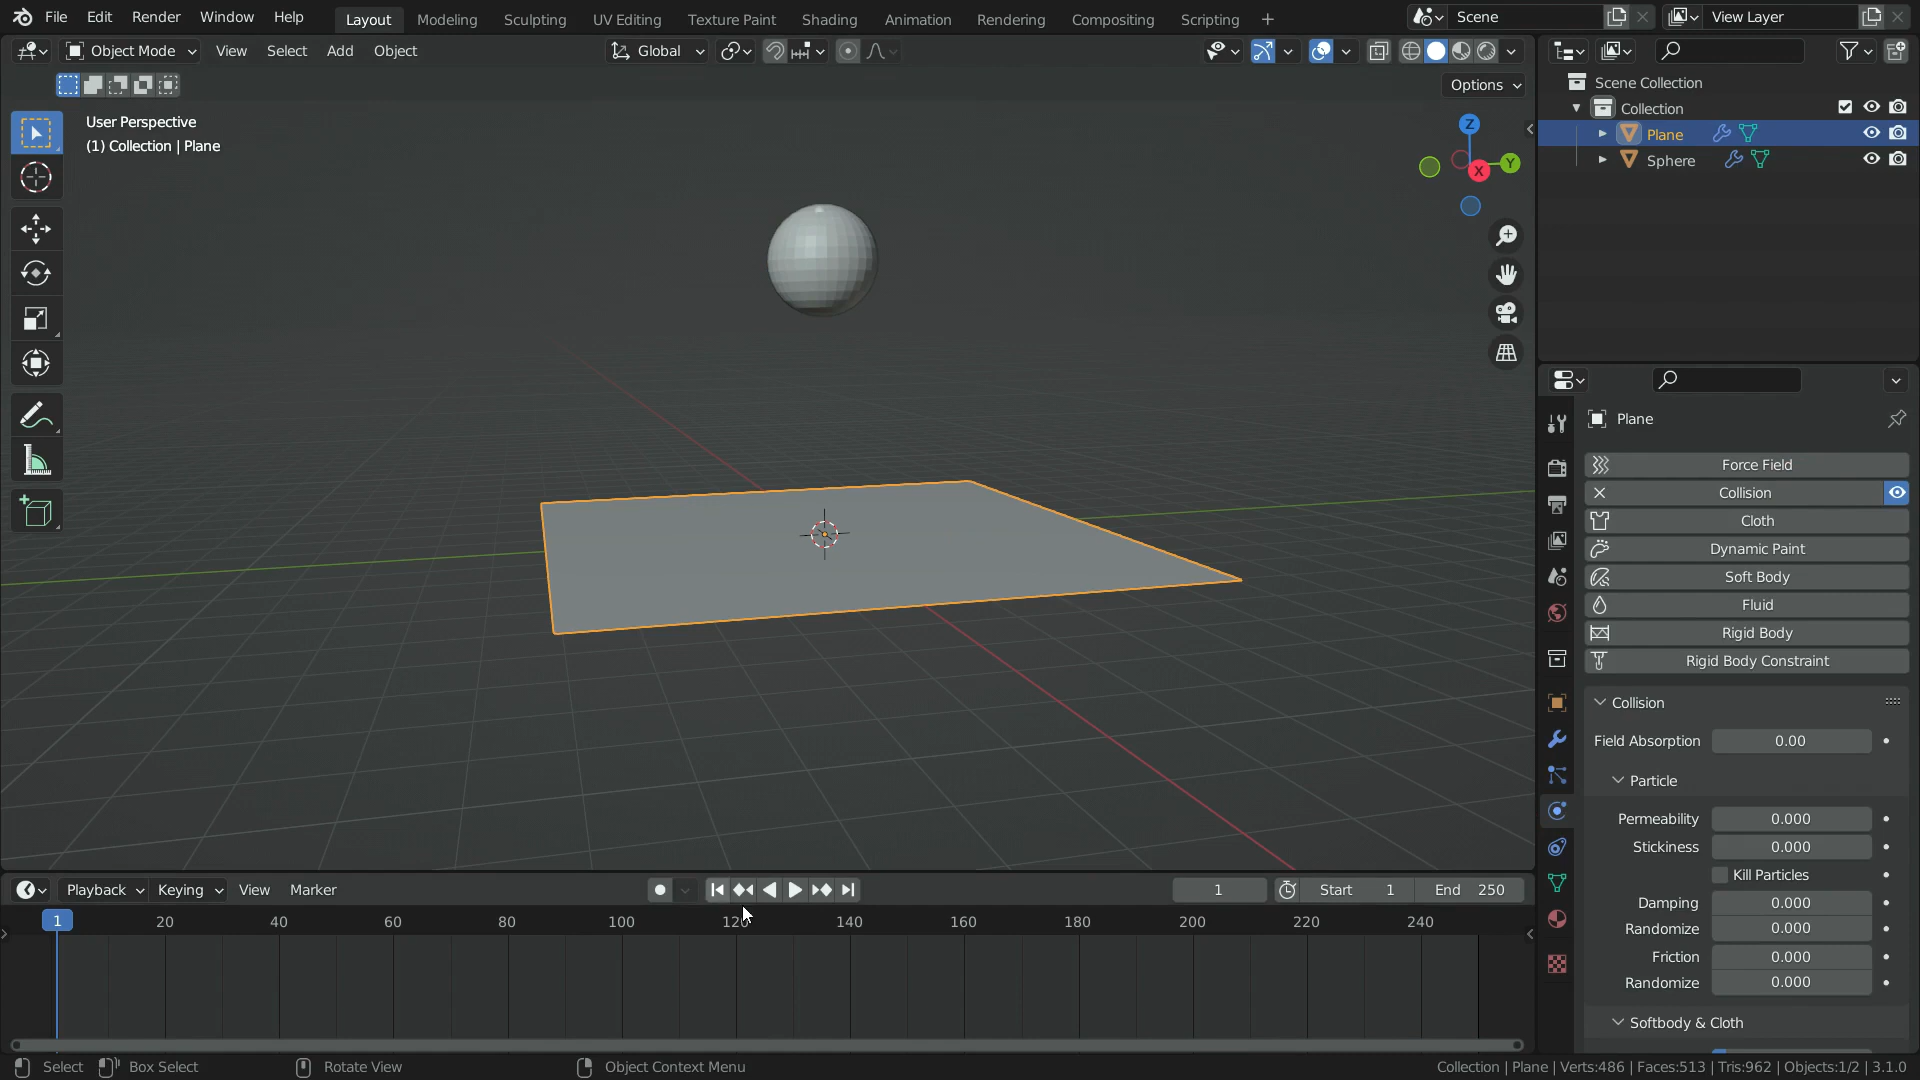 File Edit Render Window Help Layout Modeling Sculpting UV Editing Texture Paint Shading Animation Rendering Compositing Scripting + Scene View Layer
Object Mode View Select Add Object Global
Options
User Perspective
(1) Collection | Plane
Z
Y
X
Scene Collection
Collection
Plane
Sphere
Plane
Force Field
Collision
Cloth
Dynamic Paint
Soft Body
Fluid
Rigid Body
Rigid Body Constraint
Collision
Field Absorption 0.00
Particle
Permeability 0.000
Stickiness 0.000
Kill Particles
Damping 0.000
Randomize 0.000
Friction 0.000
Randomize 0.000
Softbody & Cloth
Playback Keying View Marker 1 Start 1 End 250
1 20 40 60 80 100 120 140 160 180 200 220 240
Select Box Select Rotate View Object Context Menu Collection | Plane | Verts:486 | Faces:513 | Tris:962 | Objects:1/2 | 3.1.0